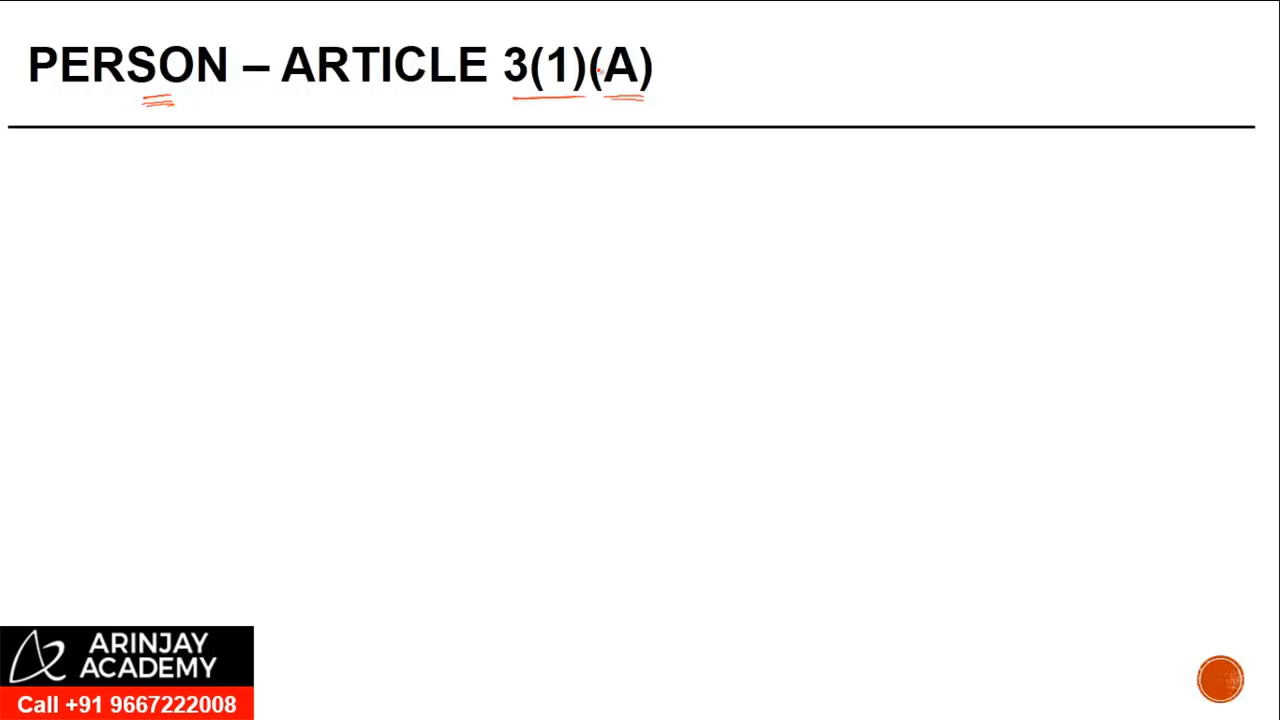 PERSON – ARTICLE 3(1)(A)
ARINJAY
ACADEMY
Call +91 9667222008